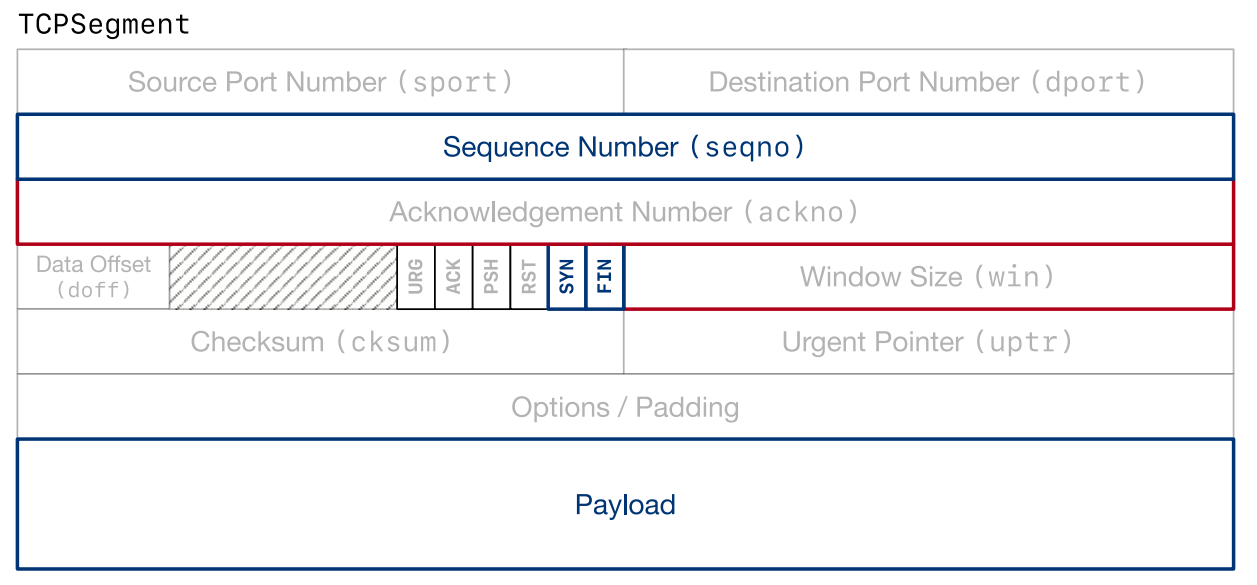 TCPSegment
Source Port Number (sport) Destination Port Number (dport)
Sequence Number (seqno)
Acknowledgement Number (ackno)
Data Offset
(doff)
URG ACK PSH RST SYN FIN
Window Size (win)
Checksum (cksum) Urgent Pointer (uptr)
Options / Padding
Payload